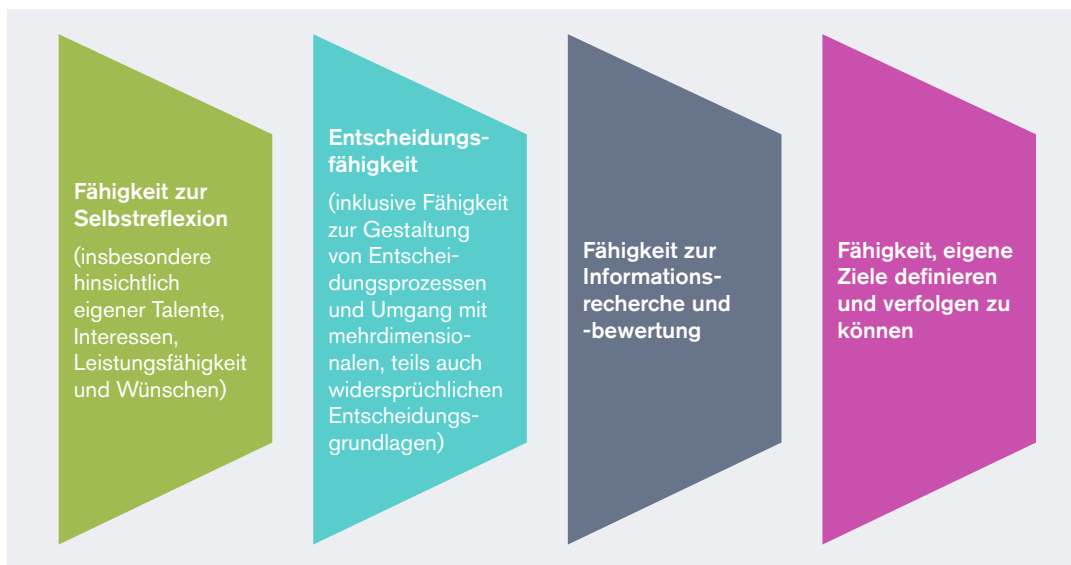 Fähigkeit zur
Selbstreflexion
(insbesondere
hinsichtlich
eigener Talente,
Interessen,
Leistungsfähigkeit
und Wünschen)
Entscheidungs-
fähigkeit
(inklusive Fähigkeit
zur Gestaltung
von Entschei-
dungsprozessen
und Umgang mit
mehrdimensio-
nalen, teils auch
widersprüchlichen
Entscheidungs-
grundlagen)
Fähigkeit zur
Informations-
recherche und
-bewertung
Fähigkeit, eigene
Ziele definieren
und verfolgen zu
können